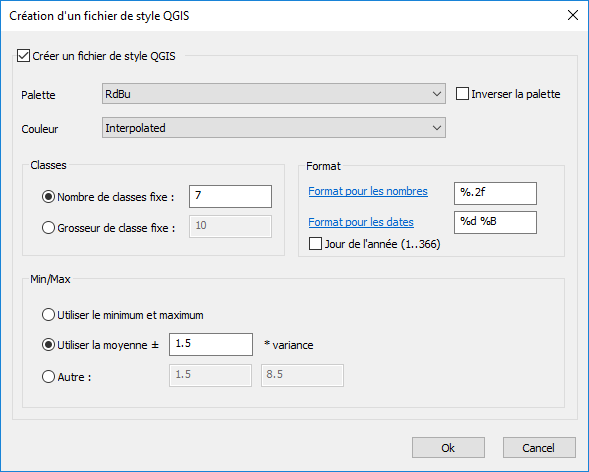 Création d'un fichier de style QGIS
Créer un fichier de style QGIS
Palette RdBu Inverser la palette
Couleur Interpolated
Classes
Nombre de classes fixe : 7
Grosseur de classe fixe : 10
Format
Format pour les nombres %.2f
Format pour les dates %d %B
Jour de l'année (1..366)
Min/Max
Utiliser le minimum et maximum
Utiliser la moyenne ± 1.5 * variance
Autre : 1.5 8.5
Ok Cancel